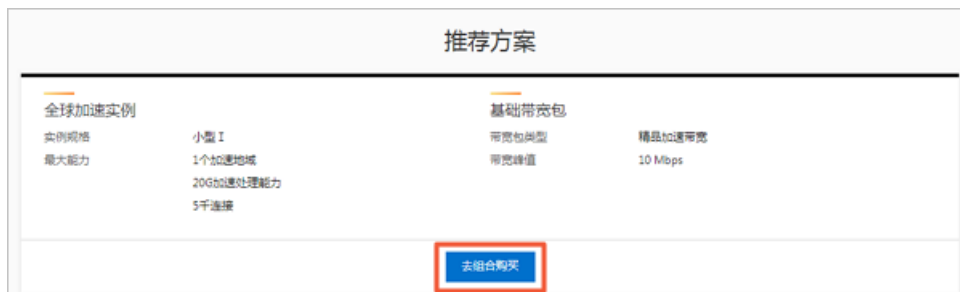 推荐方案
全球加速实例
实例规格 小型 I
最大能力 1个加速地域
20G加速处理能力
5千连接
基础带宽包
带宽包类型 精品加速带宽
带宽峰值 10 Mbps
去组合购买